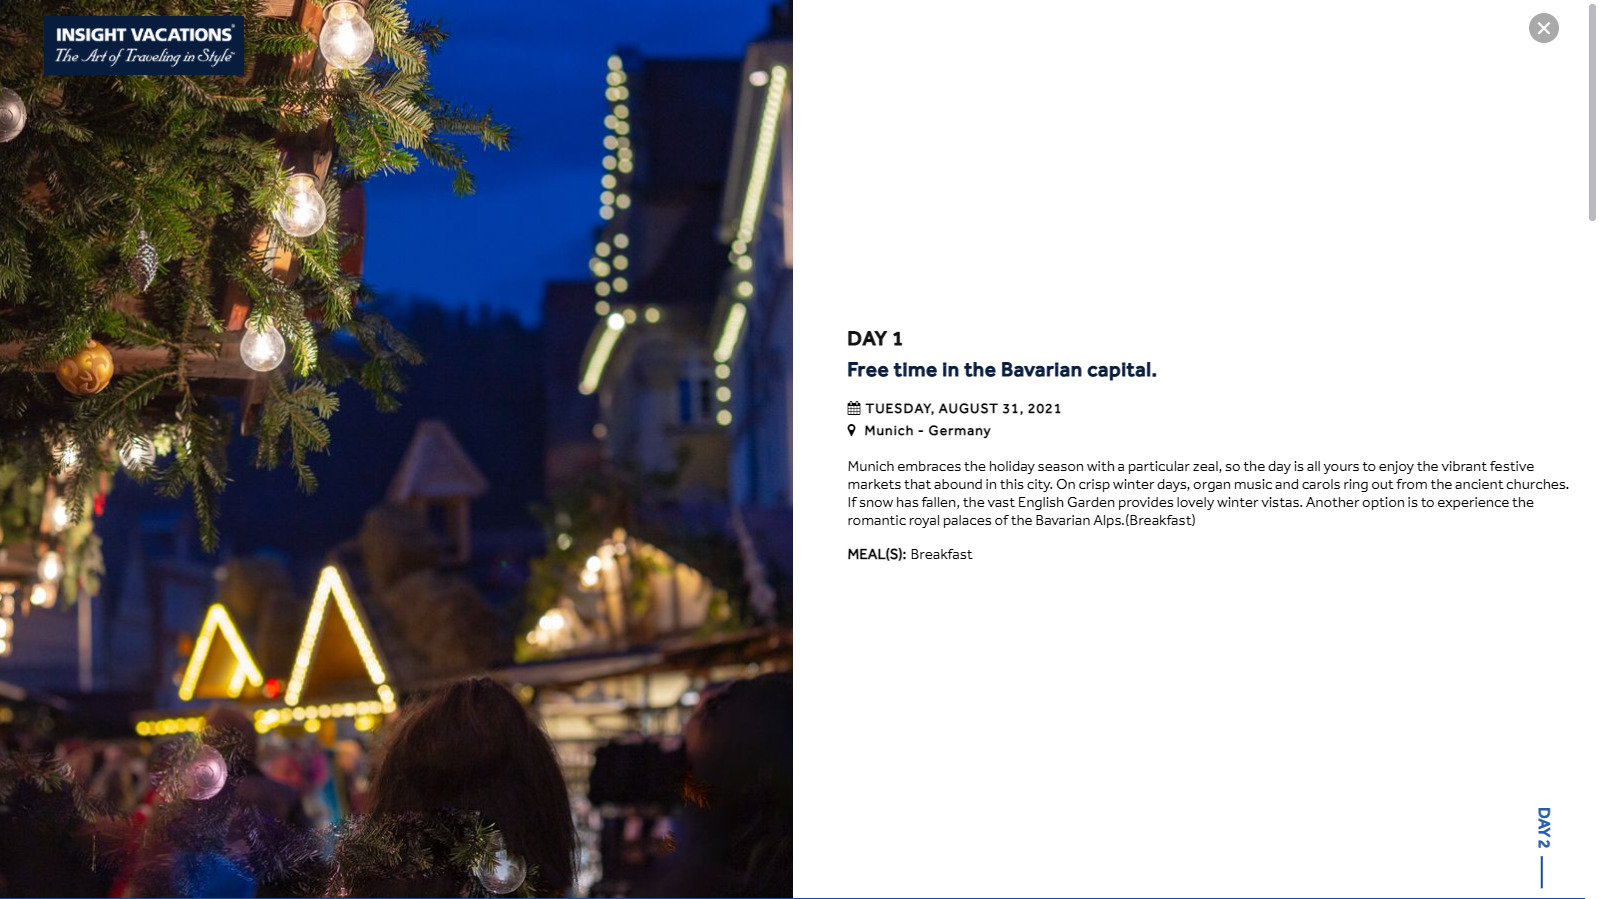 INSIGHT VACATIONS®
The Art of Traveling in Style™
DAY 1
Free time in the Bavarian capital.
TUESDAY, AUGUST 31, 2021
Munich - Germany
Munich embraces the holiday season with a particular zeal, so the day is all yours to enjoy the vibrant festive
markets that abound in this city. On crisp winter days, organ music and carols ring out from the ancient churches.
If snow has fallen, the vast English Garden provides lovely winter vistas. Another option is to experience the
romantic royal palaces of the Bavarian Alps.(Breakfast)
MEAL(S): Breakfast
DAY 2